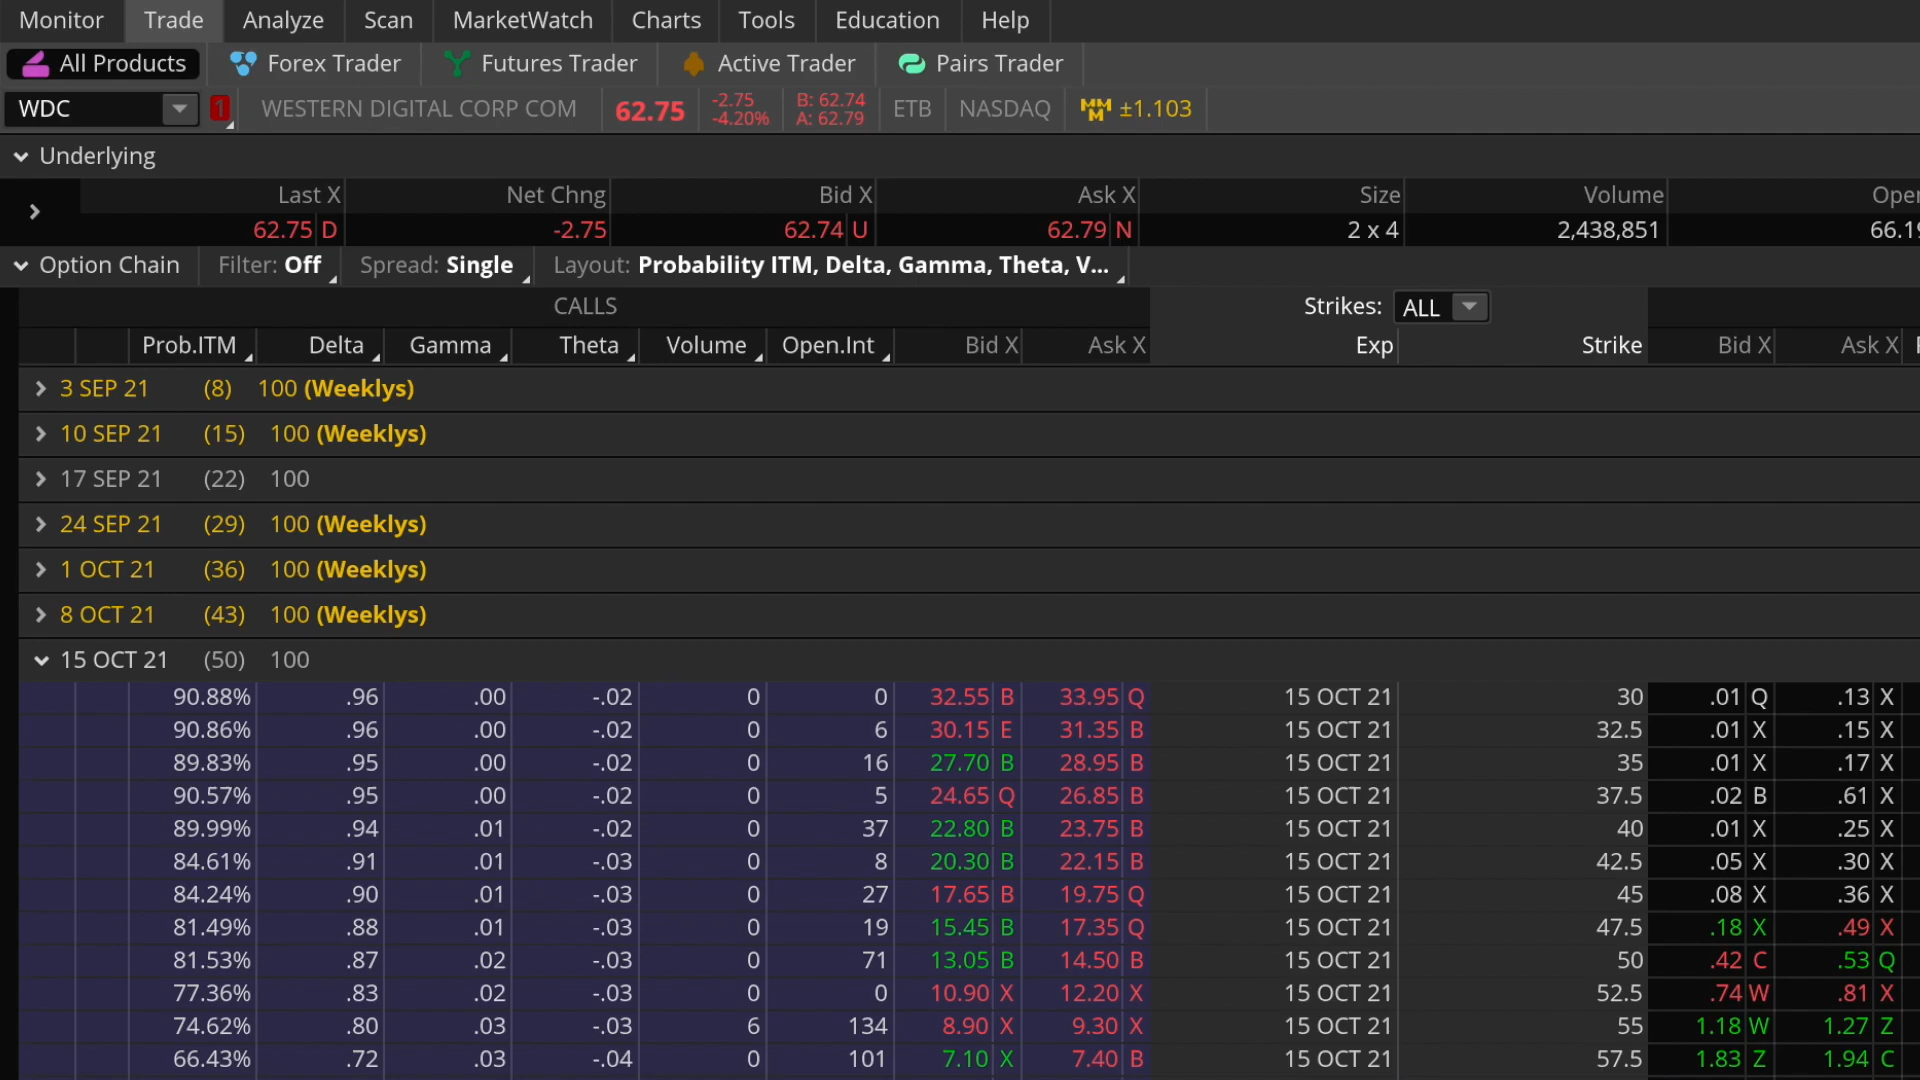 Monitor Trade Analyze Scan MarketWatch Charts Tools Education Help
All Products Forex Trader Futures Trader Active Trader Pairs Trader
WDC 1 WESTERN DIGITAL CORP COM 62.75 -2.75 -4.20% B: 62.74 A: 62.79 ETB NASDAQ MMM ±1.103
Underlying
Last X Net Chng Bid X Ask X Size Volume Open
62.75 D -2.75 62.74 U 62.79 N 2 x 4 2,438,851 66.19
Option Chain Filter: Off Spread: Single Layout: Probability ITM, Delta, Gamma, Theta, V...
CALLS Strikes: ALL
Prob.ITM Delta Gamma Theta Volume Open.Int Bid X Ask X Exp Strike Bid X Ask X
3 SEP 21 (8) 100 (Weeklys)
10 SEP 21 (15) 100 (Weeklys)
17 SEP 21 (22) 100
24 SEP 21 (29) 100 (Weeklys)
1 OCT 21 (36) 100 (Weeklys)
8 OCT 21 (43) 100 (Weeklys)
15 OCT 21 (50) 100
90.88% .96 .00 -.02 0 0 32.55 B 33.95 Q 15 OCT 21 30 .01 Q .13 X
90.86% .96 .00 -.02 0 6 30.15 E 31.35 B 15 OCT 21 32.5 .01 X .15 X
89.83% .95 .00 -.02 0 16 27.70 B 28.95 B 15 OCT 21 35 .01 X .17 X
90.57% .95 .00 -.02 0 5 24.65 Q 26.85 B 15 OCT 21 37.5 .02 B .61 X
89.99% .94 .01 -.02 0 37 22.80 B 23.75 B 15 OCT 21 40 .01 X .25 X
84.61% .91 .01 -.03 0 8 20.30 B 22.15 B 15 OCT 21 42.5 .05 X .30 X
84.24% .90 .01 -.03 0 27 17.65 B 19.75 Q 15 OCT 21 45 .08 X .36 X
81.49% .88 .01 -.03 0 19 15.45 B 17.35 Q 15 OCT 21 47.5 .18 X .49 X
81.53% .87 .02 -.03 0 71 13.05 B 14.50 B 15 OCT 21 50 .42 C .53 Q
77.36% .83 .02 -.03 0 0 10.90 X 12.20 X 15 OCT 21 52.5 .74 W .81 X
74.62% .80 .03 -.03 6 134 8.90 X 9.30 X 15 OCT 21 55 1.18 W 1.27 Z
66.43% .72 .03 -.04 0 101 7.10 X 7.40 B 15 OCT 21 57.5 1.83 Z 1.94 C